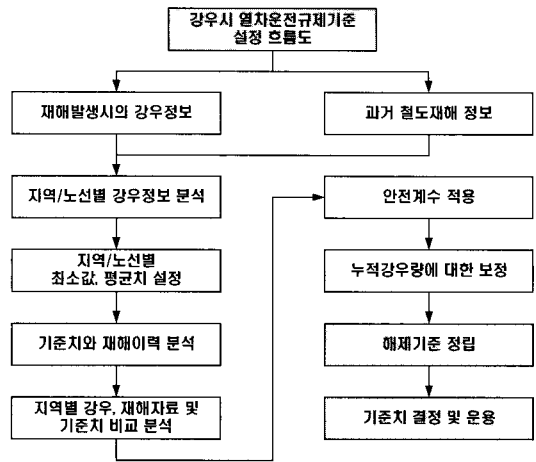 강우시 열차운전규제기준
설정 흐름도
재해발생시의 강우정보
과거 철도재해 정보
지역/노선별 강우정보 분석
지역/노선별
최소값, 평균치 설정
기준치와 재해이력 분석
지역별 강우, 재해자료 및
기준치 비교 분석
안전계수 적용
누적강우량에 대한 보정
해제기준 정립
기준치 결정 및 운용